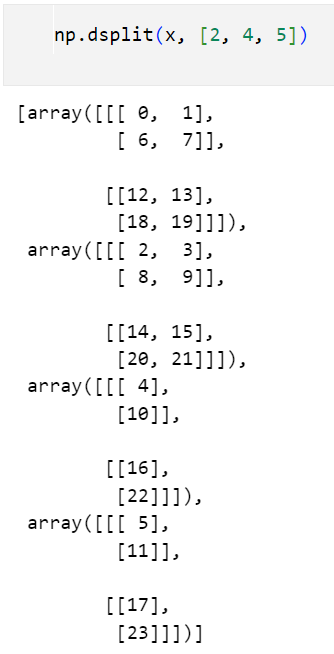 np.dsplit(x, [2, 4, 5])
[array([[[ 0,  1],
         [ 6,  7]],
        [[12, 13],
         [18, 19]]]),
 array([[[ 2,  3],
         [ 8,  9]],
        [[14, 15],
         [20, 21]]]),
 array([[[ 4],
         [10]],
        [[16],
         [22]]]),
 array([[[ 5],
         [11]],
        [[17],
         [23]]])]